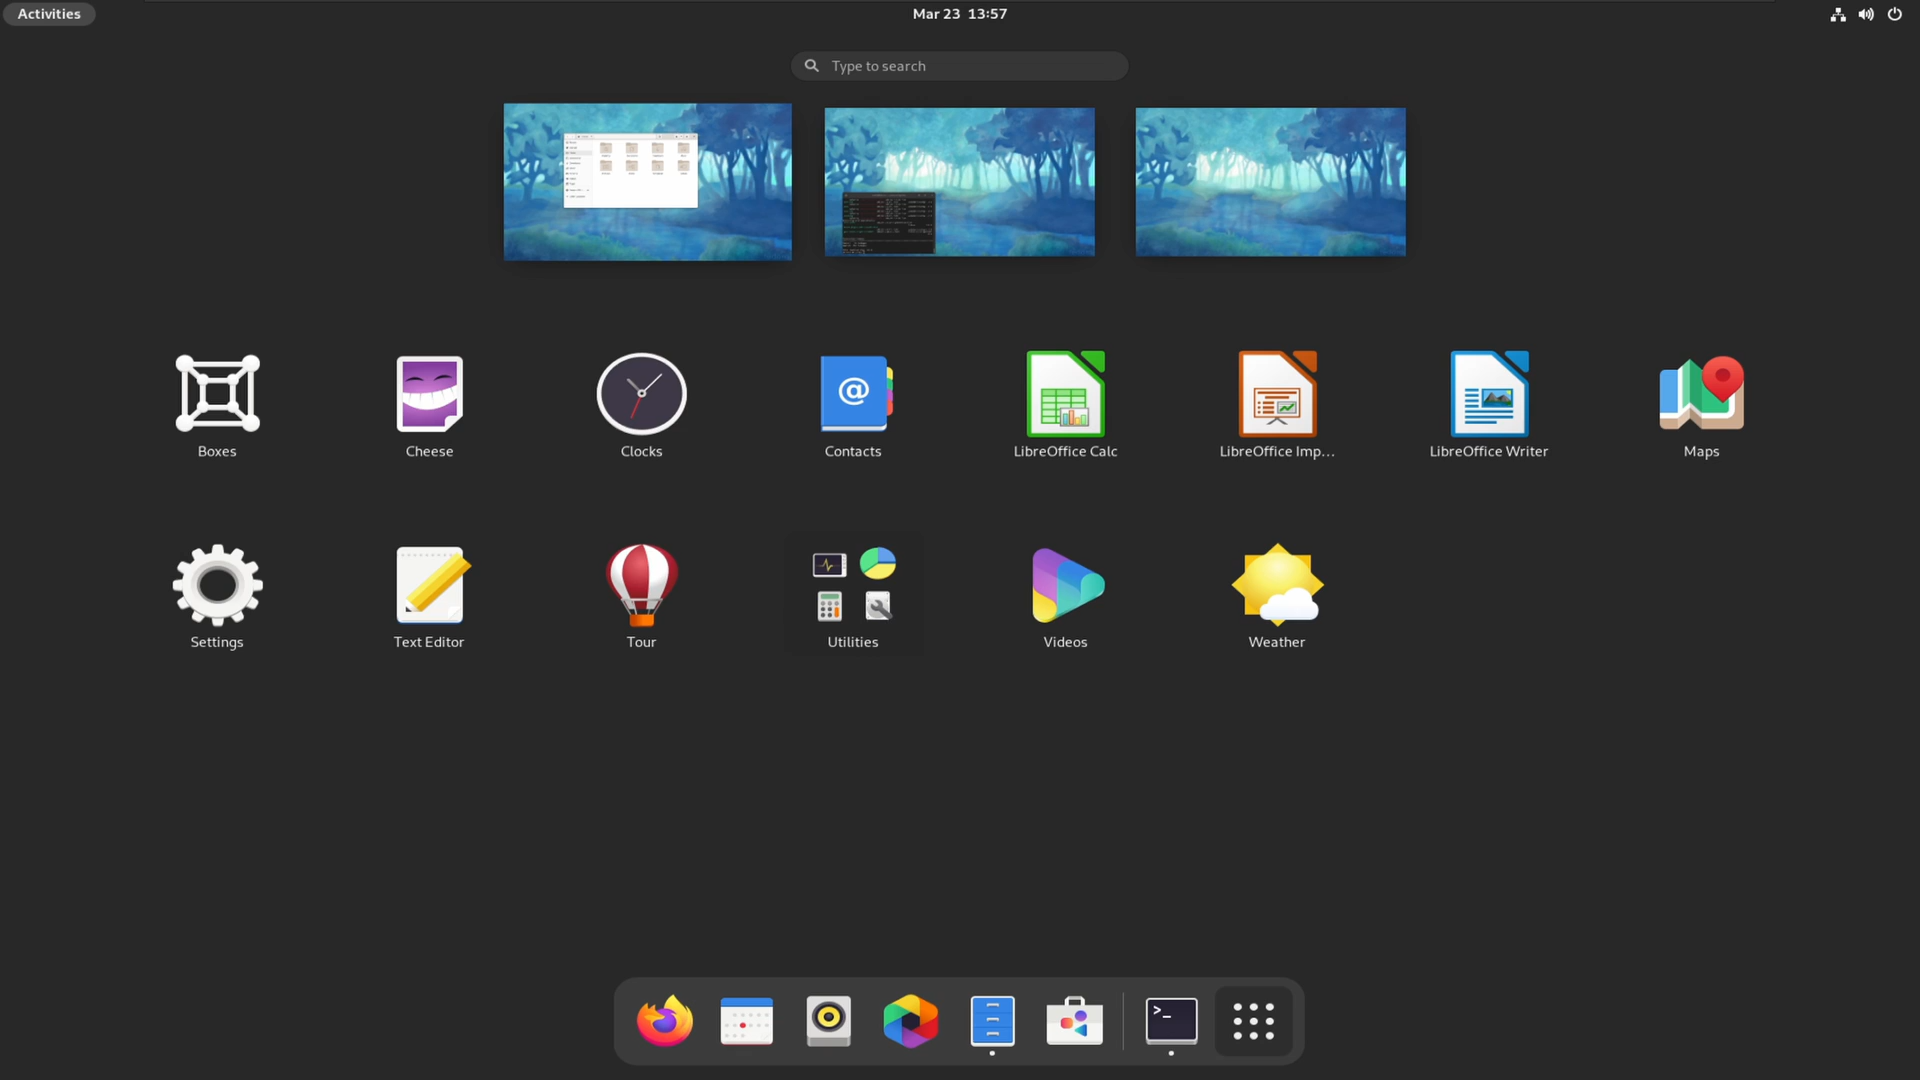 Activities
Mar 23 13:57
Type to search
Boxes
Cheese
Clocks
Contacts
LibreOffice Calc
LibreOffice Imp...
LibreOffice Writer
Maps
Settings
Text Editor
Tour
Utilities
Videos
Weather